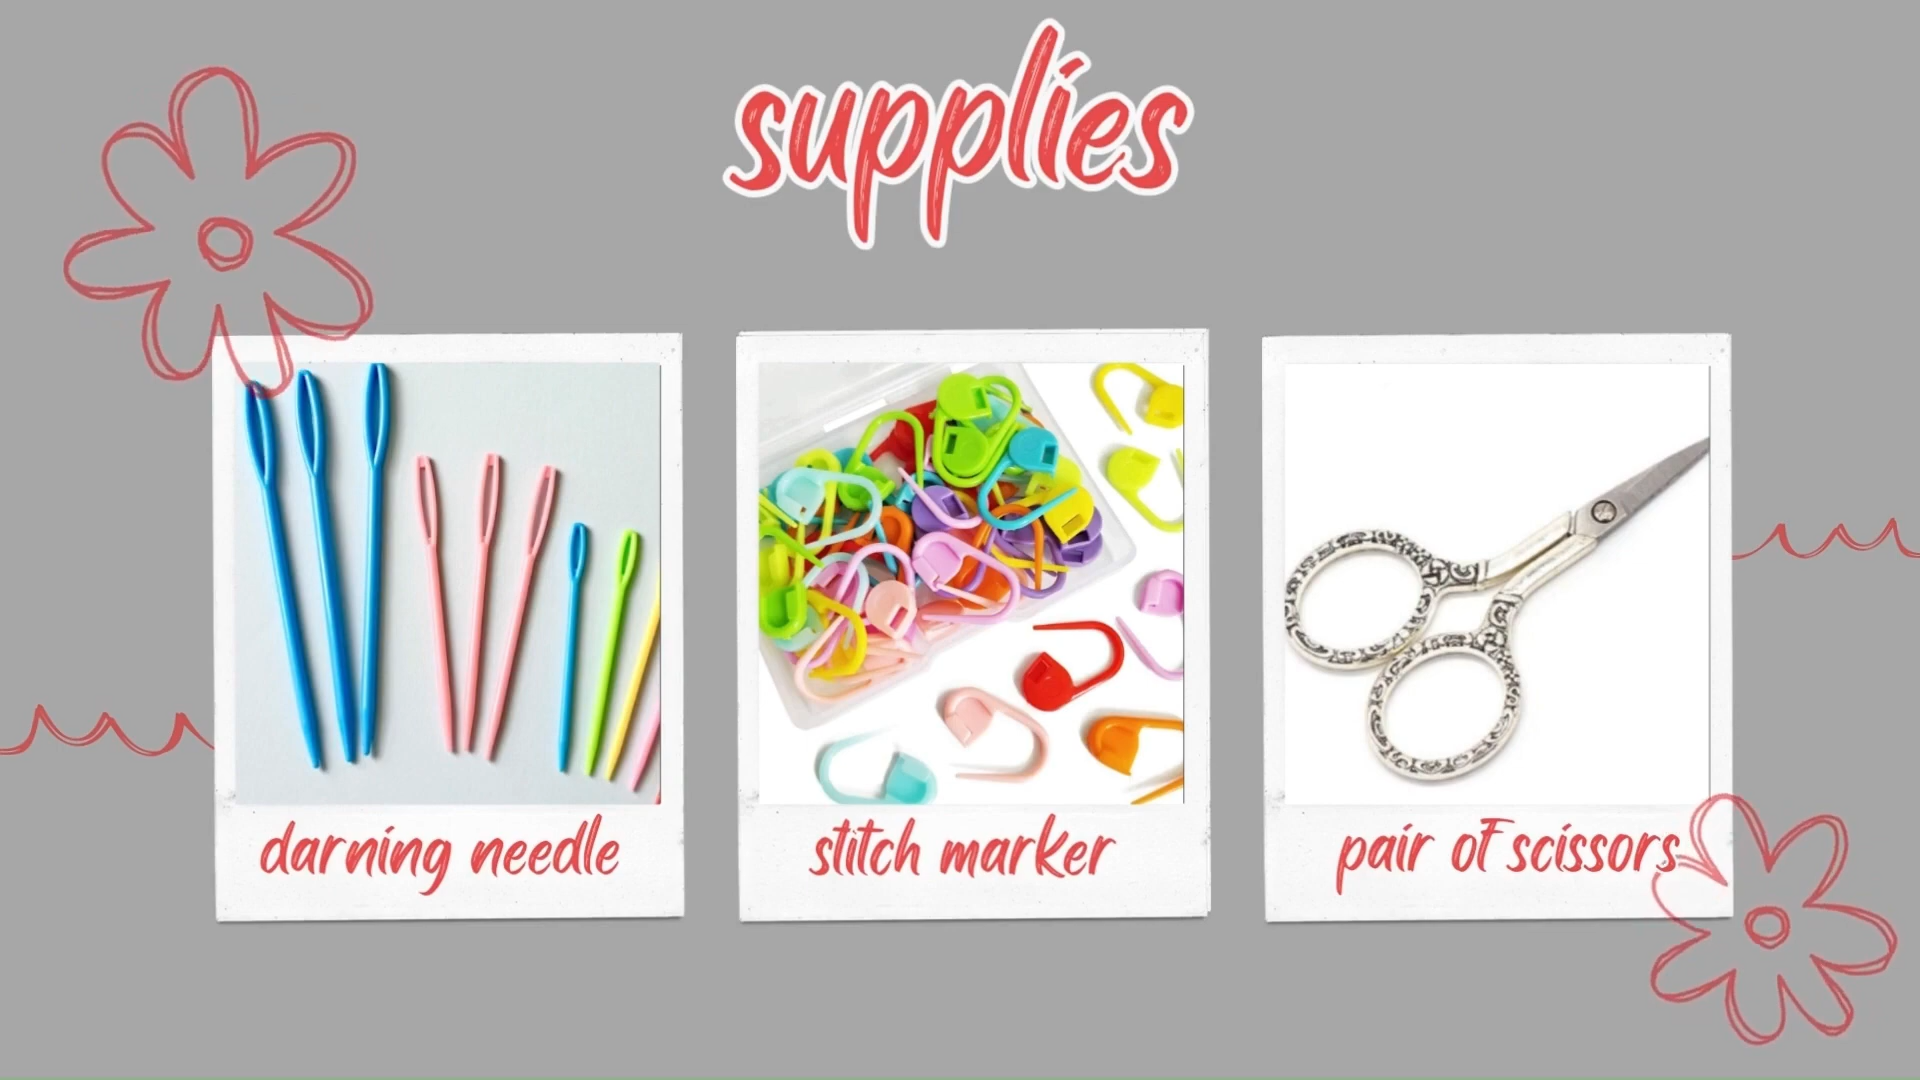 supplies
darning needle
stitch marker
pair of scissors